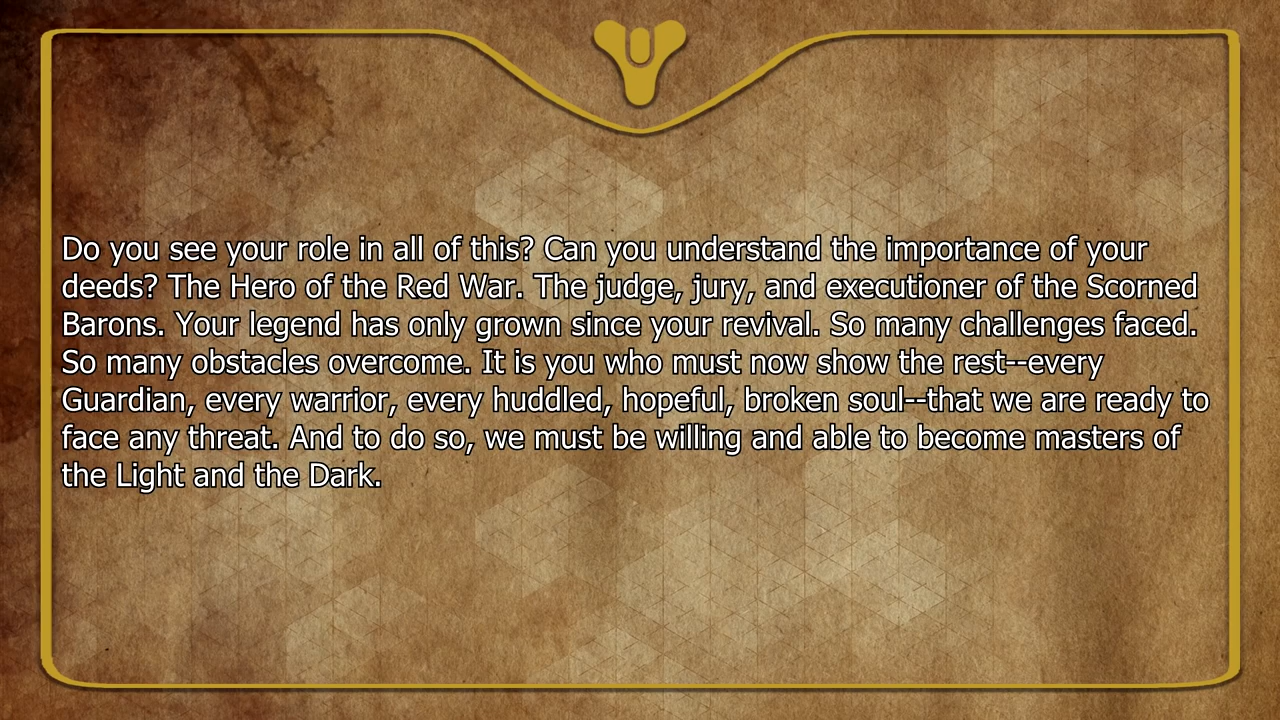 Do you see your role in all of this? Can you understand the importance of your
deeds? The Hero of the Red War. The judge, jury, and executioner of the Scorned
Barons. Your legend has only grown since your revival. So many challenges faced.
So many obstacles overcome. It is you who must now show the rest--every
Guardian, every warrior, every huddled, hopeful, broken soul--that we are ready to
face any threat. And to do so, we must be willing and able to become masters of
the Light and the Dark.